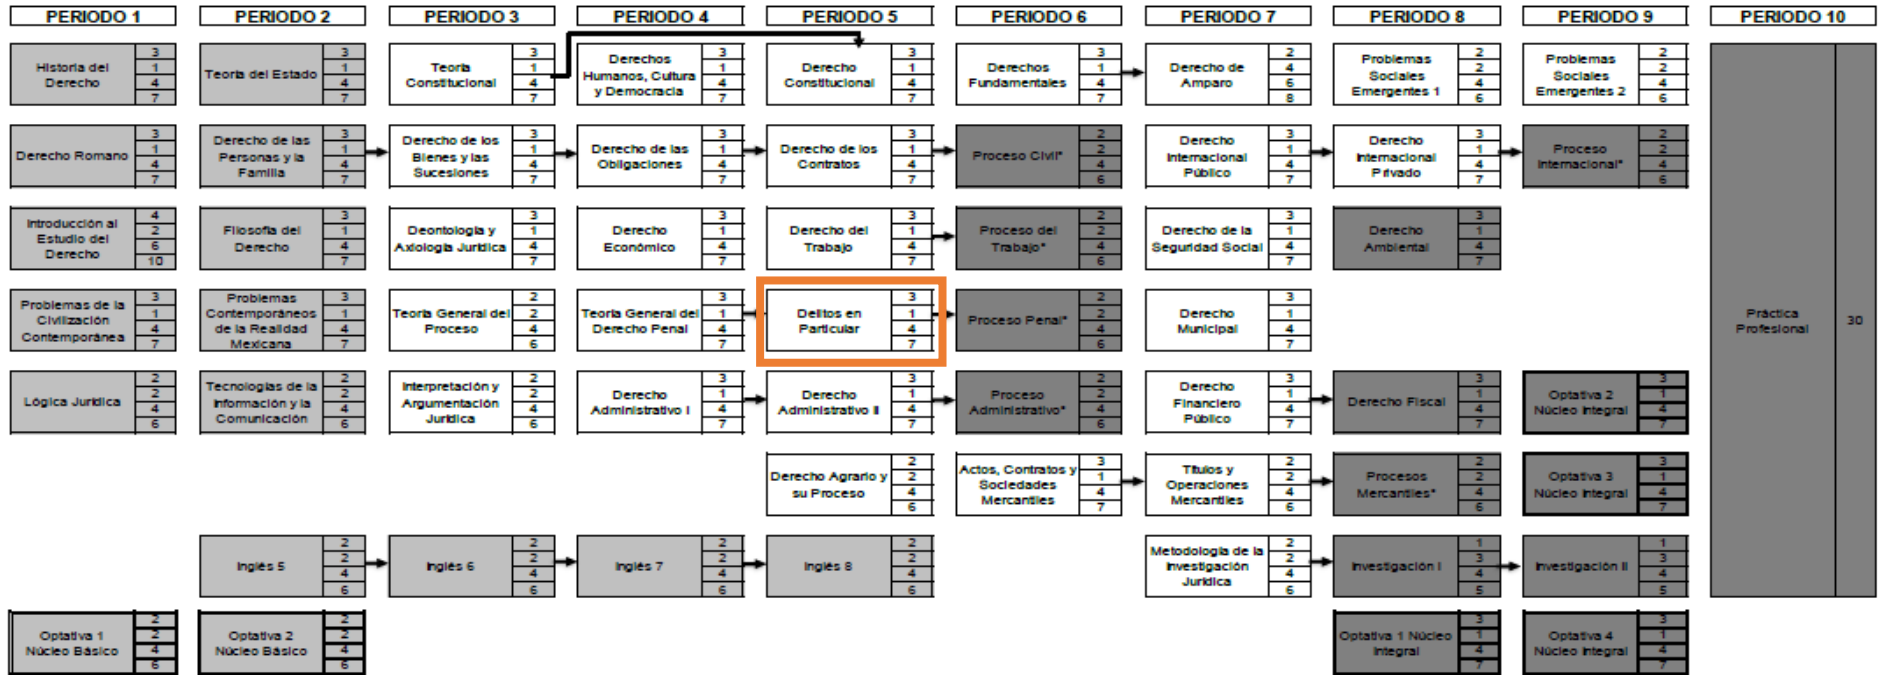 PERIODO 1
PERIODO 2
PERIODO 3
PERIODO 4
PERIODO 5
PERIODO 6
PERIODO 7
PERIODO 8
PERIODO 9
PERIODO 10
Historia del
Derecho
3
1
4
7
Teoría del Estado
3
1
4
7
Teoría
Constitucional
3
1
4
7
Derechos
Humanos, Cultura
y Democracia
3
1
4
7
Derecho
Constitucional
3
1
4
7
Derechos
Fundamentales
3
1
4
7
Derecho de
Amparo
2
4
6
8
Problemas
Sociales
Emergentes 1
2
2
4
6
Problemas
Sociales
Emergentes 2
2
2
4
6
Derecho Romano
3
1
4
7
Derecho de las
Personas y la
Familia
3
1
4
7
Derecho de los
Bienes y las
Sucesiones
3
1
4
7
Derecho de las
Obligaciones
3
1
4
7
Derecho de los
Contratos
3
1
4
7
Proceso Civil*
2
2
4
6
Derecho
Internacional
Público
3
1
4
7
Derecho
Internacional
Privado
3
1
4
7
Proceso
Internacional*
2
2
4
6
Introducción al
Estudio del
Derecho
4
2
6
10
Filosofía del
Derecho
3
1
4
7
Deontología y
Axiología Jurídica
3
1
4
7
Derecho
Económico
3
1
4
7
Derecho del
Trabajo
3
1
4
7
Proceso del
Trabajo*
2
2
4
6
Derecho de la
Seguridad Social
3
1
4
7
Derecho
Ambiental
3
1
4
7
Problemas de la
Civilización
Contemporánea
3
1
4
7
Problemas
Contemporáneos
de la Realidad
Mexicana
3
1
4
7
Teoría General del
Proceso
2
2
4
6
Teoría General del
Derecho Penal
3
1
4
7
Delitos en
Particular
3
1
4
7
Proceso Penal*
2
2
4
6
Derecho
Municipal
3
1
4
7
Práctica
Profesional
30
Lógica Jurídica
2
2
4
6
Tecnologías de la
Información y la
Comunicación
2
2
4
6
Interpretación y
Argumentación
Jurídica
2
2
4
6
Derecho
Administrativo I
3
1
4
7
Derecho
Administrativo II
3
1
4
7
Proceso
Administrativo*
2
2
4
6
Derecho
Financiero
Público
3
1
4
7
Derecho Fiscal
3
1
4
7
Optativa 2
Núcleo Integral
3
1
4
7
Derecho Agrario y
su Proceso
2
2
4
6
Actos, Contratos y
Sociedades
Mercantiles
3
1
4
7
Títulos y
Operaciones
Mercantiles
2
2
4
6
Procesos
Mercantiles*
2
2
4
6
Optativa 3
Núcleo Integral
3
1
4
7
Inglés 5
2
2
4
6
Inglés 6
2
2
4
6
Inglés 7
2
2
4
6
Inglés 8
2
2
4
6
Metodología de la
Investigación
Jurídica
2
2
4
6
Investigación I
1
3
4
5
Investigación II
1
3
4
5
Optativa 1
Núcleo Básico
2
2
4
6
Optativa 2
Núcleo Básico
2
2
4
6
Optativa 1 Núcleo
Integral
3
1
4
7
Optativa 4
Núcleo Integral
3
1
4
7